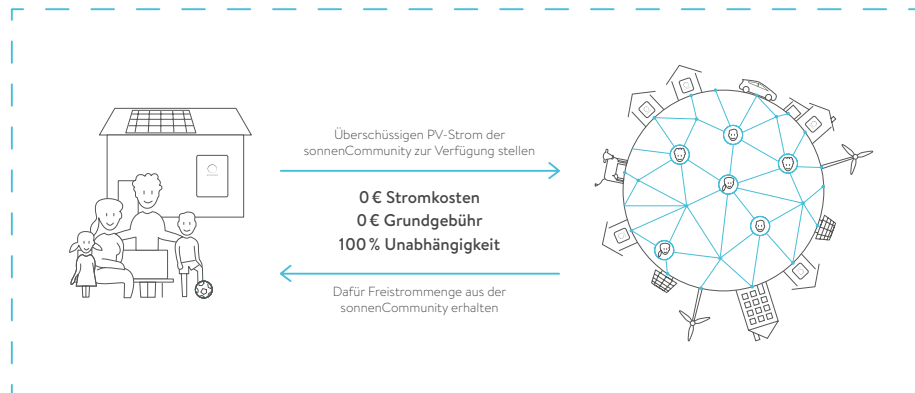 Überschüssigen PV-Strom der
sonnenCommunity zur Verfügung stellen
0 € Stromkosten
0 € Grundgebühr
100 % Unabhängigkeit
Dafür Freistrommenge aus der
sonnenCommunity erhalten